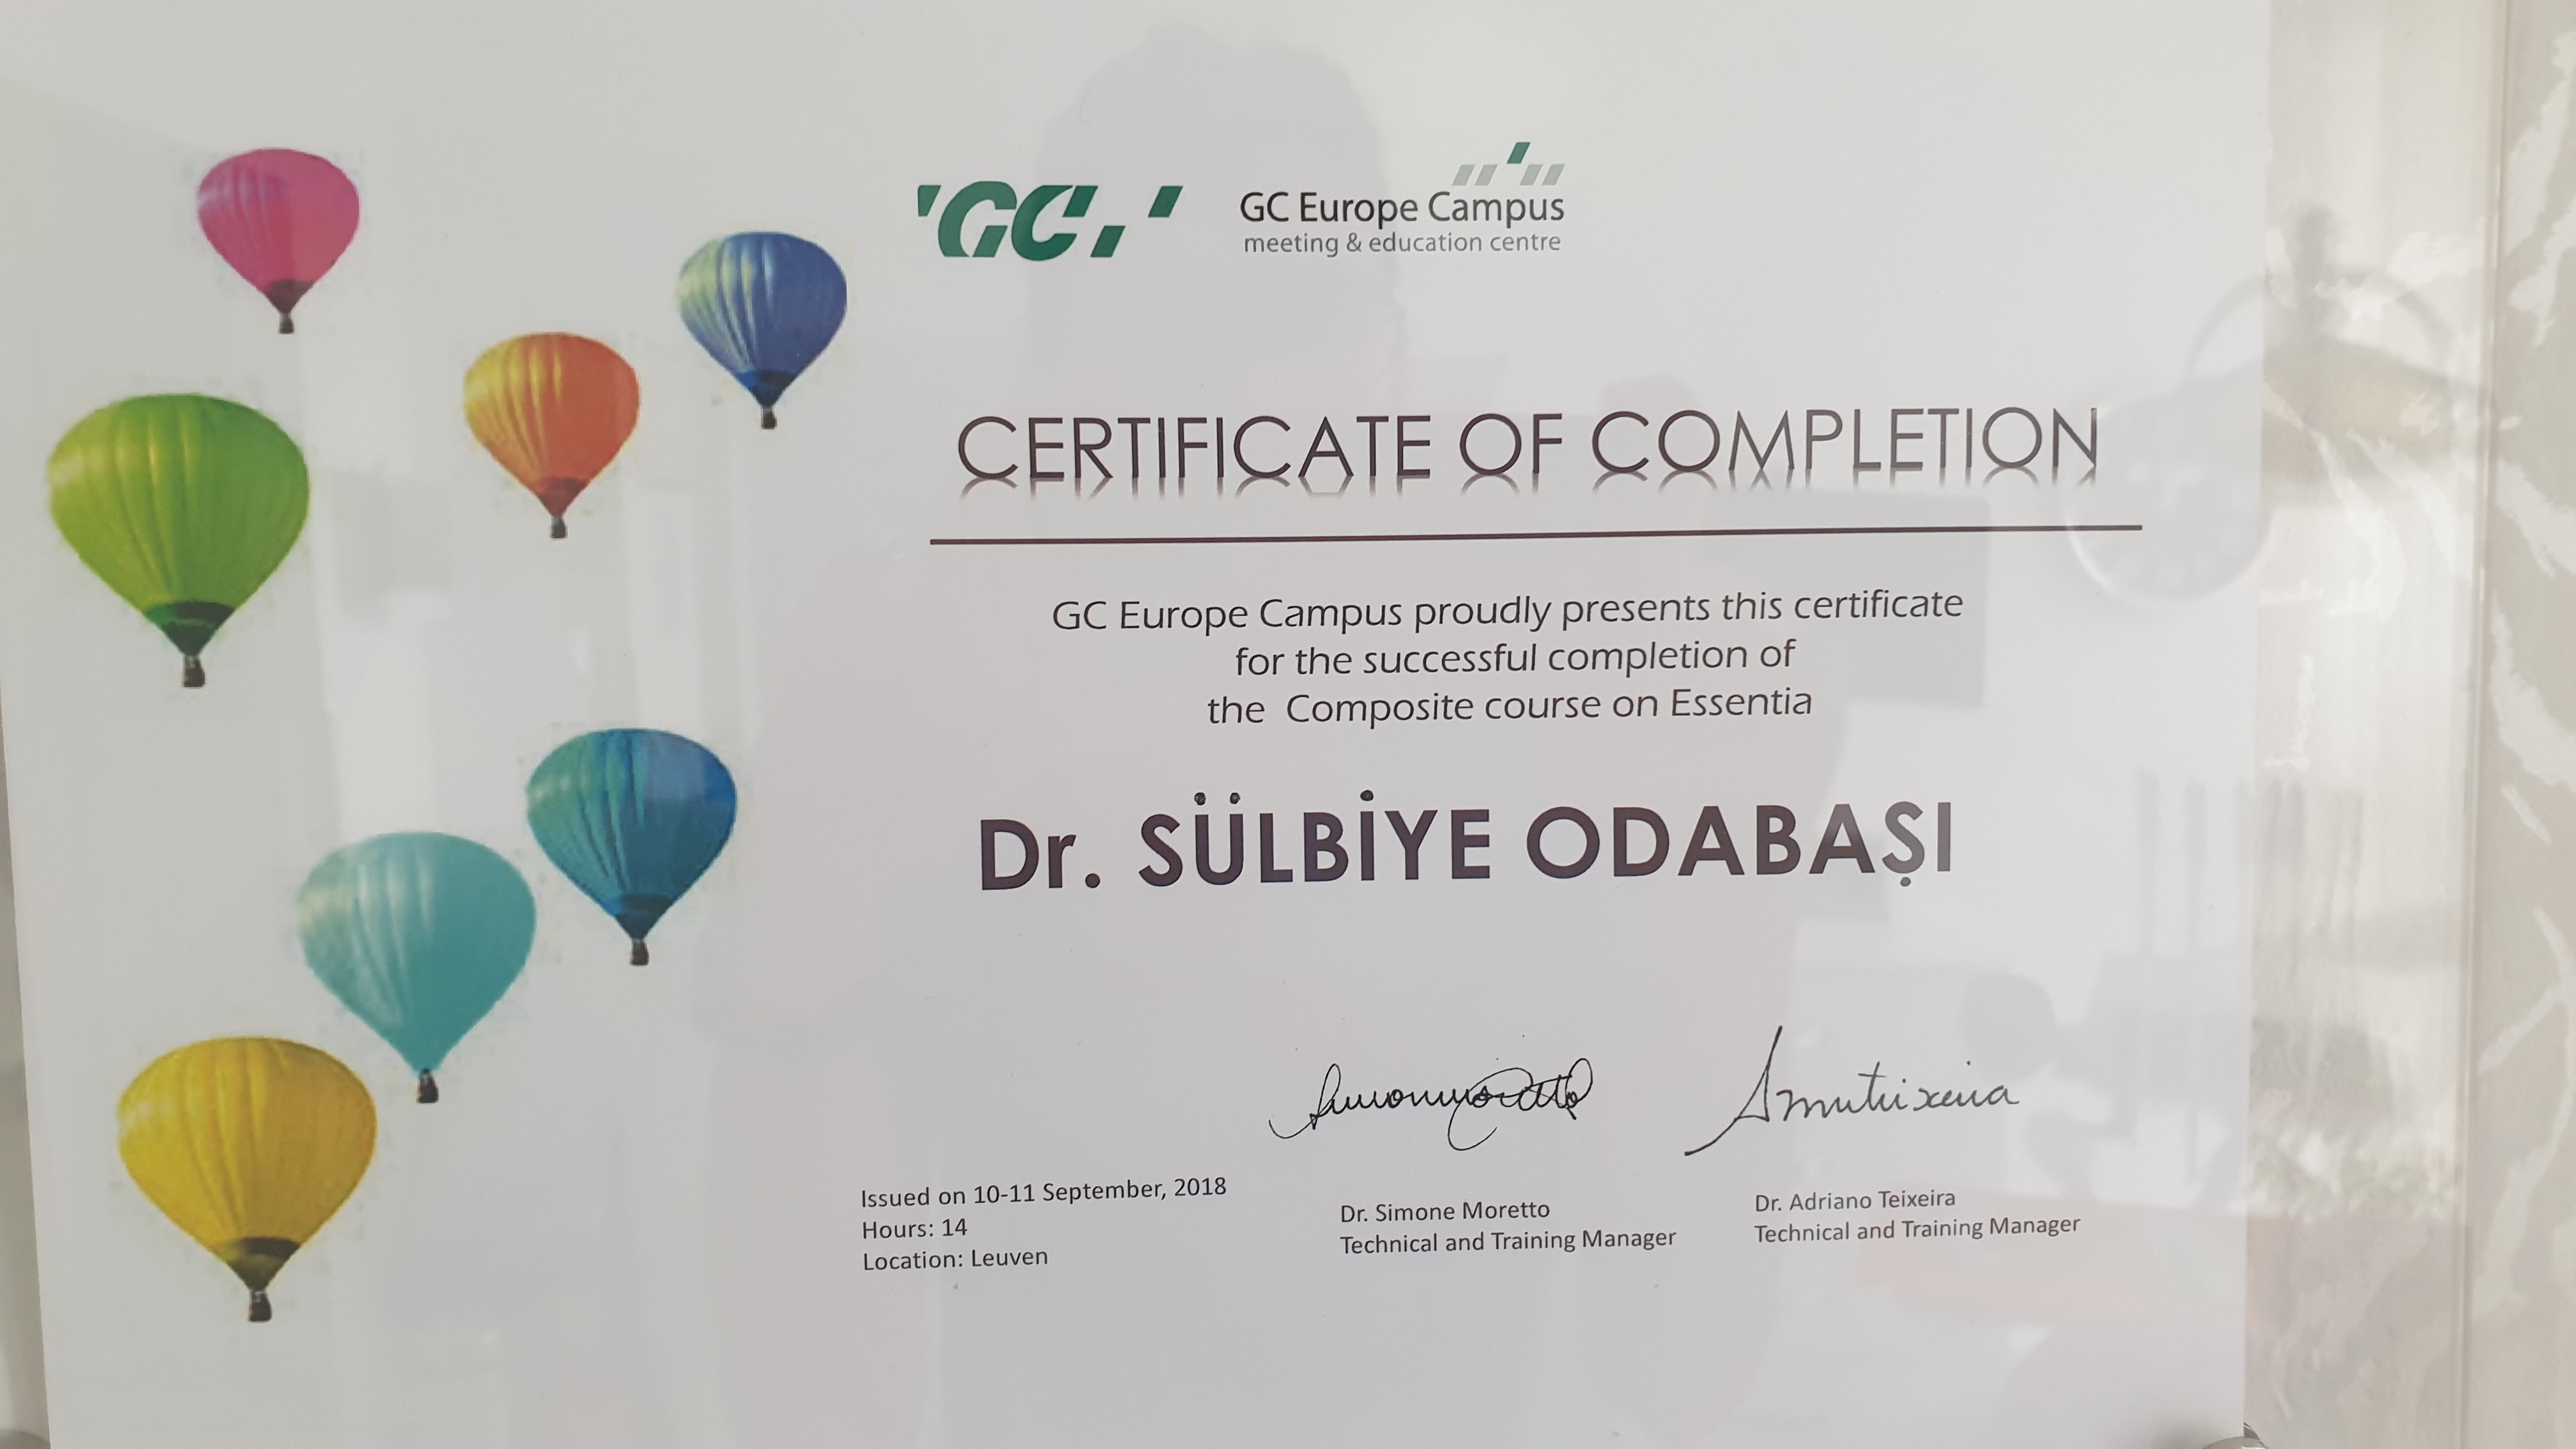 GC
GC Europe Campus
meeting & education centre
CERTIFICATE OF COMPLETION
GC Europe Campus proudly presents this certificate
for the successful completion of
the Composite course on Essentia
Dr. SÜLBİYE ODABAŞI
Issued on 10-11 September, 2018
Hours: 14
Location: Leuven
Dr. Simone Moretto
Technical and Training Manager
Dr. Adriano Teixeira
Technical and Training Manager